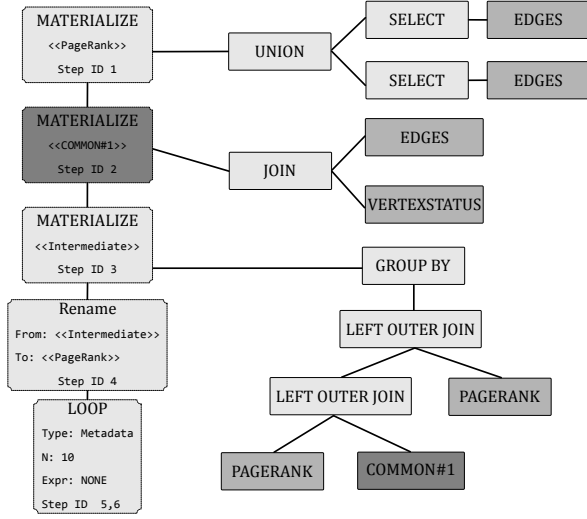 MATERIALIZE
<<PageRank>>
Step ID 1
UNION
SELECT
EDGES
SELECT
EDGES
MATERIALIZE
<<COMMON#1>>
Step ID 2
JOIN
EDGES
VERTEXSTATUS
MATERIALIZE
<<Intermediate>>
Step ID 3
GROUP BY
LEFT OUTER JOIN
LEFT OUTER JOIN
PAGERANK
PAGERANK
COMMON#1
Rename
From: <<Intermediate>>
To: <<PageRank>>
Step ID 4
LOOP
Type: Metadata
N: 10
Expr: NONE
Step ID 5,6